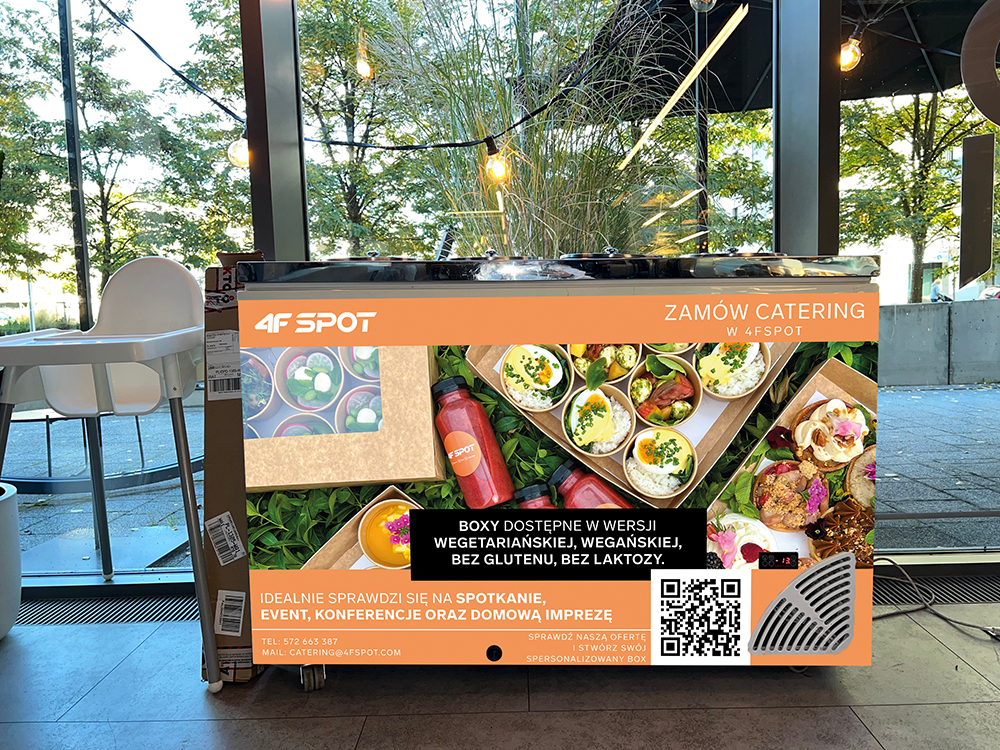 4F SPOT
ZAMÓW CATERING
W 4FSPOT
4F SPOT
BOXY DOSTĘPNE W WERSJI
WEGETARIAŃSKIEJ, WEGAŃSKIEJ,
BEZ GLUTENU, BEZ LAKTOZY.
IDEALNIE SPRAWDZI SIĘ NA SPOTKANIE,
EVENT, KONFERENCJE ORAZ DOMOWĄ IMPREZĘ
TEL: 572 663 387
MAIL: CATERING@4FSPOT.COM
SPRAWDŹ NASZĄ OFERTĘ
I STWÓRZ SWÓJ
SPERSONALIZOWANY BOX